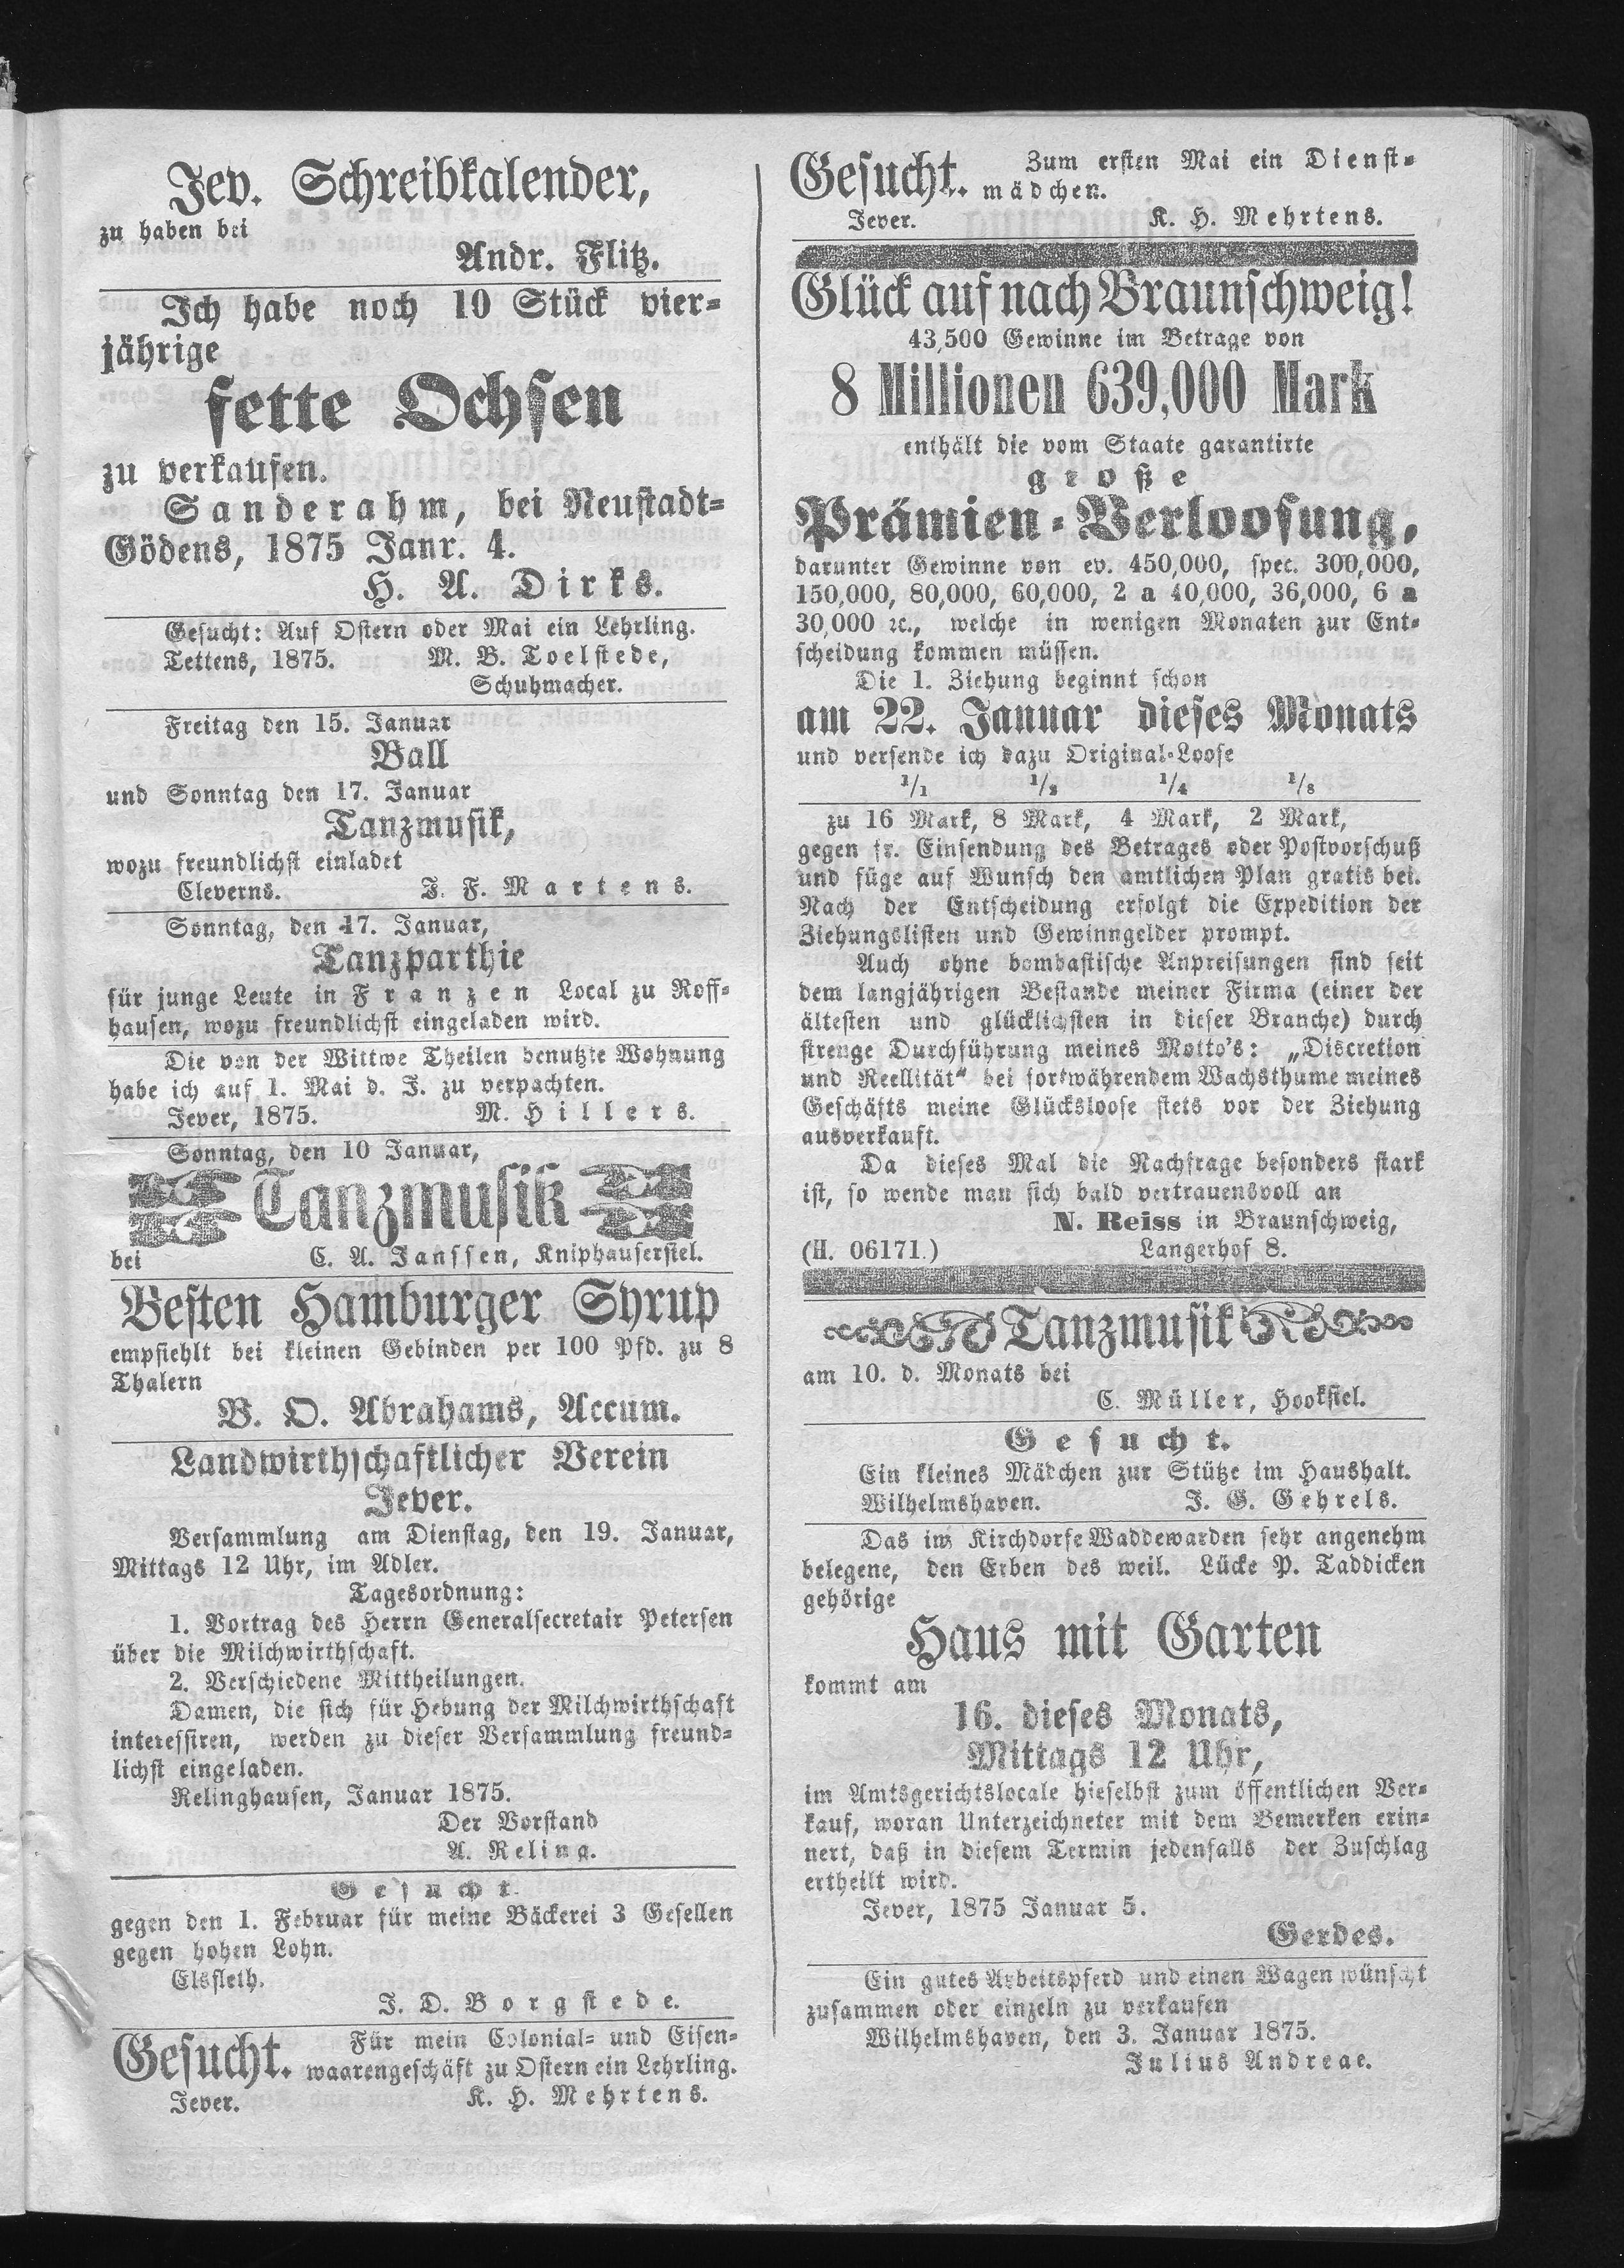 Jev. Schreibkalender,
zu haben bei
Andr. Flitz.
Ich habe noch 10 Stück vier-
jährige
fette Ochsen
zu verkaufen.
Sanderahm, bei Neustadt-
Gödens, 1875 Janr. 4.
H. A. Dirks.
Gesucht: Auf Ostern oder Mai ein Lehrling.
Tettens, 1875. M. B. Toelstede,
Schuhmacher.
Freitag den 15. Januar
Ball
und Sonntag den 17. Januar
Tanzmusik,
wozu freundlichst einladet
Cleverns. J. F. Martens.
Sonntag, den 17. Januar,
Tanzparthie
für junge Leute in Franzen Local zu Roff-
hausen, wozu freundlichst eingeladen wird.
Die von der Wittwe Theilen benutzte Wohnung
habe ich auf 1. Mai d. J. zu verpachten.
Jever, 1875. M. Hillers.
Sonntag, den 10 Januar,
Tanzmusik
bei C. A. Janssen, Kniphausersiel.
Besten Hamburger Syrup
empfiehlt bei kleinen Gebinden per 100 Pfd. zu 8
Thalern
B. O. Abrahams, Accum.
Landwirthschaftlicher Verein
Jever.
Versammlung am Dienstag, den 19. Januar,
Mittags 12 Uhr, im Adler.
Tagesordnung:
1. Vortrag des Herrn Generalsecretair Petersen
über die Milchwirthschaft.
2. Verschiedene Mittheilungen.
Damen, die sich für Hebung der Milchwirthschaft
interessiren, werden zu dieser Versammlung freund-
lichst eingeladen.
Relinghausen, Januar 1875.
Der Vorstand
A. Reling.
Gesucht.
gegen den 1. Februar für meine Bäckerei 3 Gesellen
gegen hohen Lohn.
Elsfleth.
J. D. Borgstede.
Gesucht. Für mein Colonial- und Eisen-
waarengeschäft zu Ostern ein Lehrling.
Jever. K. H. Mehrtens.
Gesucht. Zum ersten Mai ein Dienst-
mädchen.
Jever. K. H. Mehrtens.
Glück auf nach Braunschweig!
43,500 Gewinne im Betrage von
8 Millionen 639,000 Mark
enthält die vom Staate garantirte
große
Prämien-Verloosung,
darunter Gewinne von ev. 450,000, spec. 300,000,
150,000, 80,000, 60,000, 2 a 40,000, 36,000, 6 a
30,000 ꝛc., welche in wenigen Monaten zur Ent-
scheidung kommen müssen.
Die 1. Ziehung beginnt schon
am 22. Januar dieses Monats
und versende ich dazu Original-Loose
1/1 1/2 1/4 1/8
zu 16 Mark, 8 Mark, 4 Mark, 2 Mark,
gegen fr. Einsendung des Betrages oder Postvorschuß
und füge auf Wunsch den amtlichen Plan gratis bei.
Nach der Entscheidung erfolgt die Expedition der
Ziehungslisten und Gewinngelder prompt.
Auch ohne bombastische Anpreisungen sind seit
dem langjährigen Bestande meiner Firma (einer der
ältesten und glücklichsten in dieser Branche) durch
strenge Durchführung meines Motto's: „Discretion
und Reellität“ bei fortwährendem Wachsthume meines
Geschäfts meine Glücksloose stets vor der Ziehung
ausverkauft.
Da dieses Mal die Nachfrage besonders stark
ist, so wende man sich bald vertrauensvoll an
N. Reiss in Braunschweig,
(H. 06171.) Langerhof 8.
Tanzmusik
am 10. d. Monats bei
C. Müller, Hooksiel.
Gesucht.
Ein kleines Mädchen zur Stütze im Haushalt.
Wilhelmshaven. J. G. Gehrels.
Das im Kirchdorfe Waddewarden sehr angenehm
belegene, den Erben des weil. Lücke P. Taddicken
gehörige
Haus mit Garten
kommt am
16. dieses Monats,
Mittags 12 Uhr,
im Amtsgerichtslocale hieselbst zum öffentlichen Ver-
kauf, woran Unterzeichneter mit dem Bemerken erin-
nert, daß in diesem Termin jedenfalls der Zuschlag
ertheilt wird.
Jever, 1875 Januar 5.
Gerdes.
Ein gutes Arbeitspferd und einen Wagen wünscht
zusammen oder einzeln zu verkaufen
Wilhelmshaven, den 3. Januar 1875.
Julius Andreae.